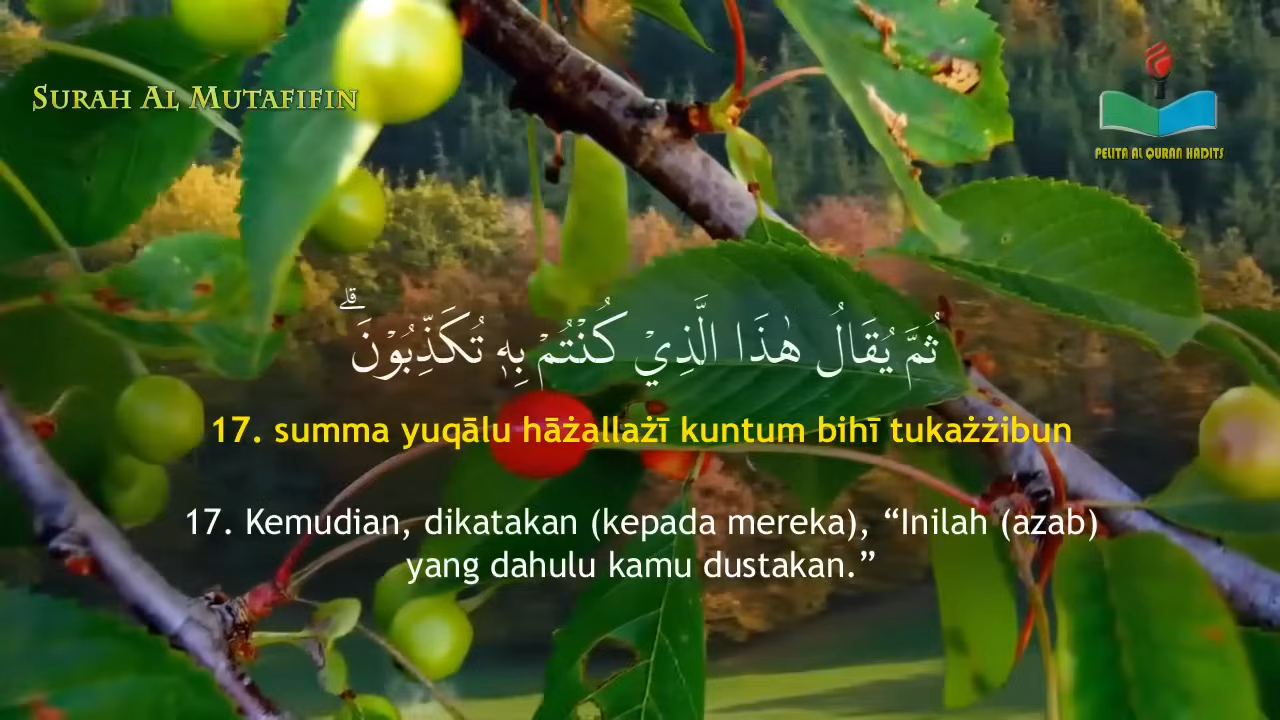 SURAH AL MUTAFIFIN
PELITA AL QURAN HADITS
ثُمَّ يُقَالُ هٰذَا الَّذِيْ كُنْتُمْ بِهٖ تُكَذِّبُوْنَۗ
17. summa yuqālu hāżallażī kuntum bihī tukażżibun
17. Kemudian, dikatakan (kepada mereka), “Inilah (azab)
yang dahulu kamu dustakan.”